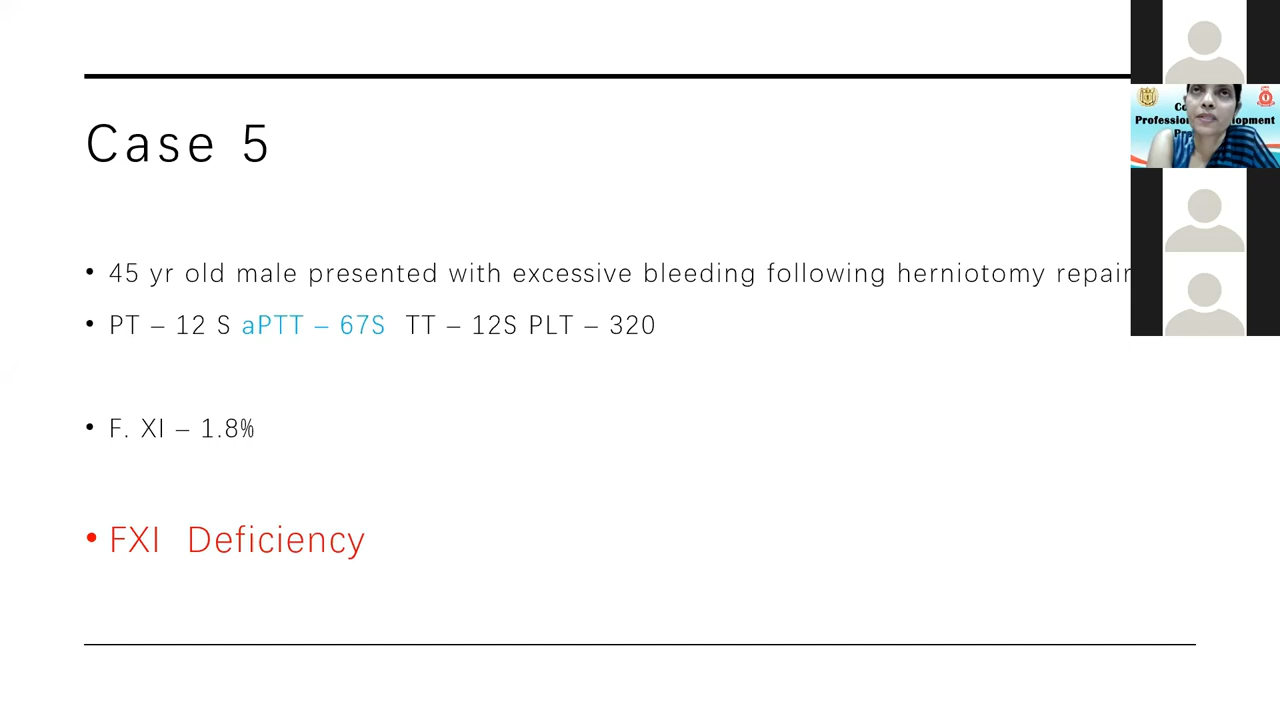 Case 5
• 45 yr old male presented with excessive bleeding following herniotomy repair
• PT – 12 S aPTT – 67S TT – 12S PLT – 320
• F. XI – 1.8%
• FXI Deficiency